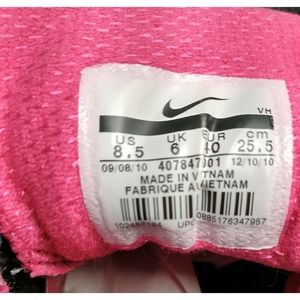 VH
US UK EUR cm
8.5 6 40 25.5
09/08/10 407847 001 12/10/10
MADE IN VIETNAM
FABRIQUE AU VIETNAM
00885176347957
UPC